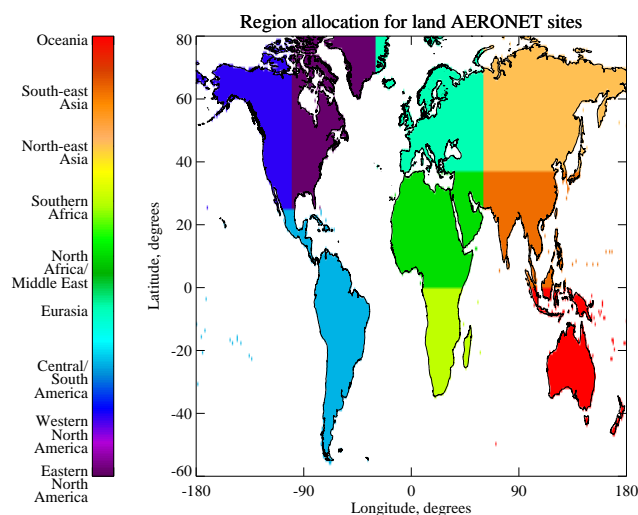 Region allocation for land AERONET sites
Oceania
South-east
Asia
North-east
Asia
Southern
Africa
North
Africa/
Middle East
Eurasia
Central/
South
America
Western
North
America
Eastern
North
America
80
60
40
20
0
-20
-40
-60
Latitude, degrees
-180
-90
0
90
180
Longitude, degrees